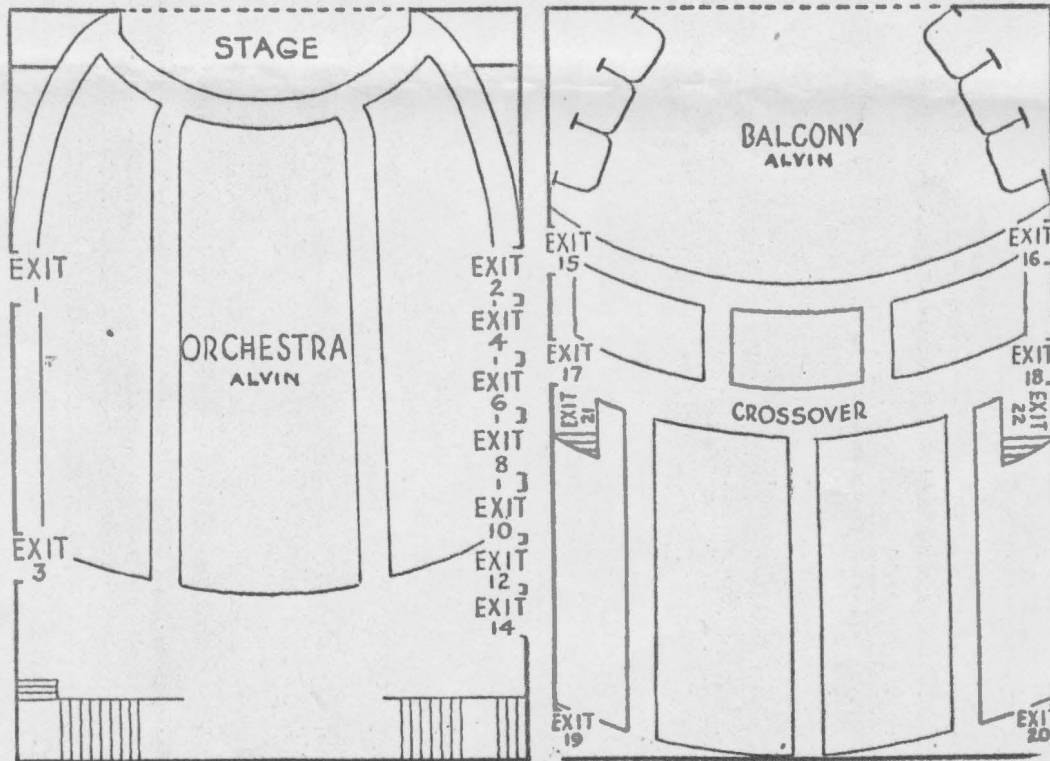 STAGE
EXIT
1
EXIT
2
EXIT
4
ORCHESTRA
ALVIN
EXIT
6
EXIT
8
EXIT
10
EXIT
3
EXIT
12
EXIT
14
BALCONY
ALVIN
EXIT
15
EXIT
16
EXIT
17
EXIT
18
EXIT
21
CROSSOVER
EXIT
22
EXIT
19
EXIT
20